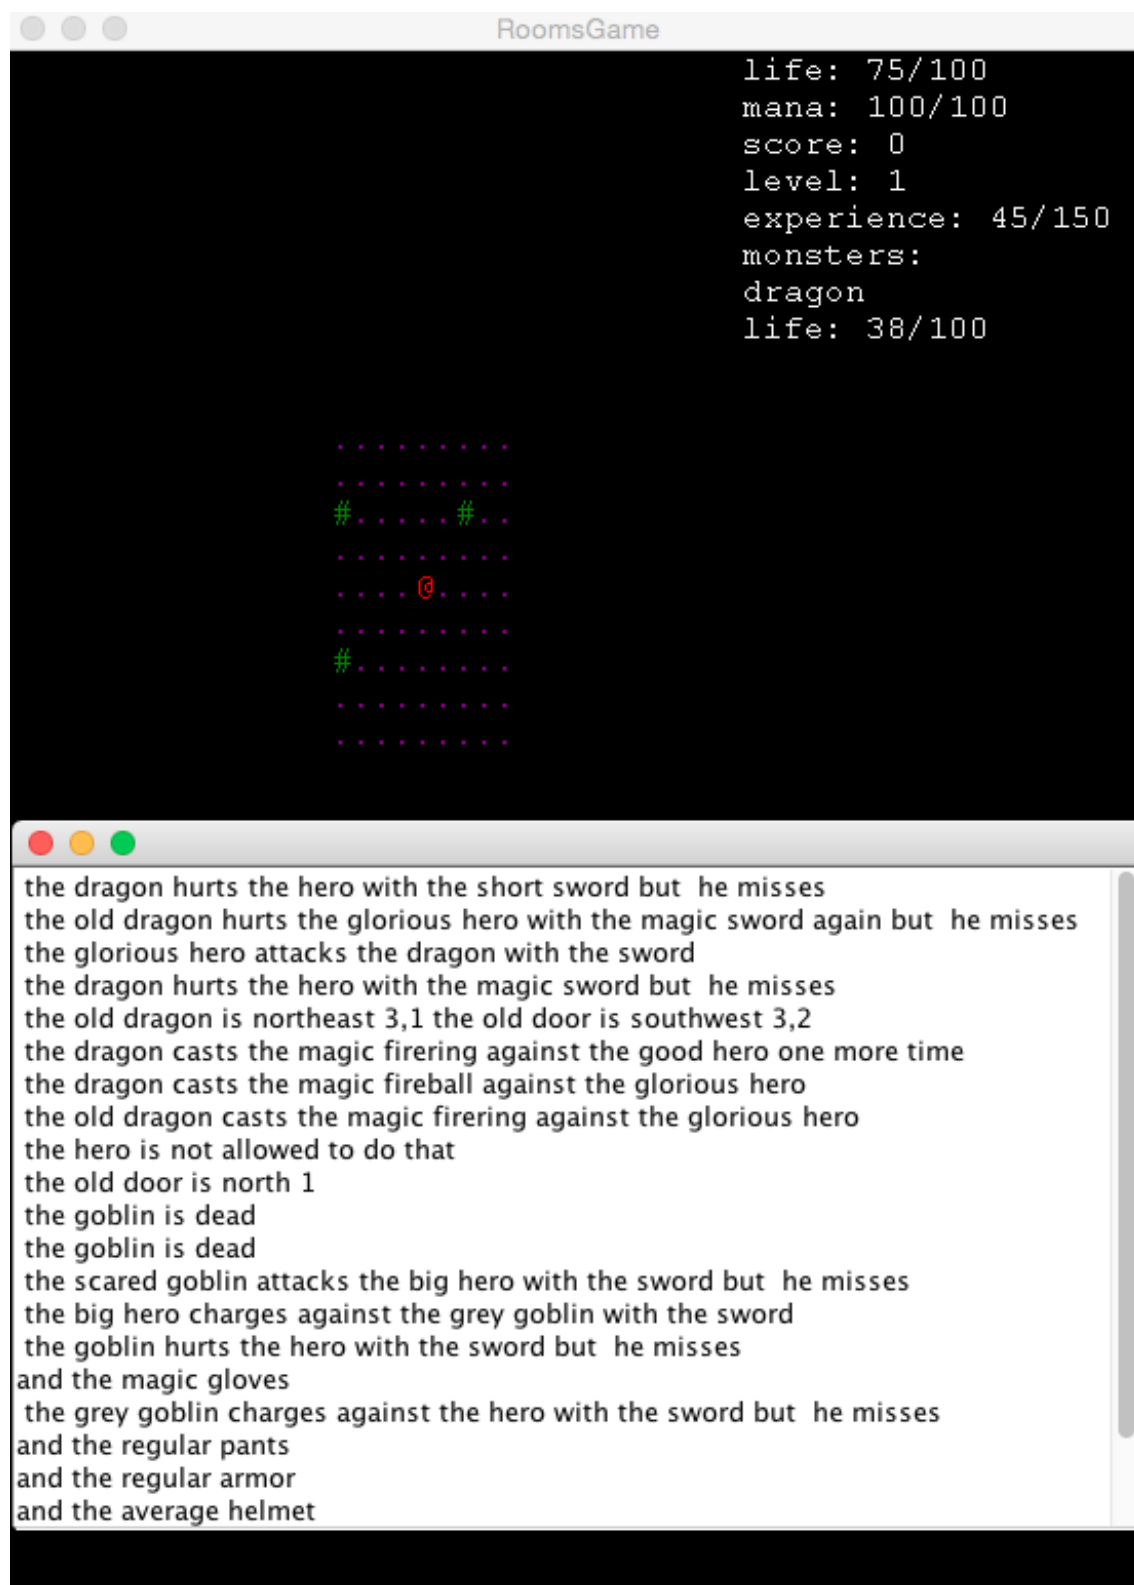 RoomsGame
life: 75/100
mana: 100/100
score: 0
level: 1
experience: 45/150
monsters:
dragon
life: 38/100
.........
.........
#.....#..
.........
....@....
.........
#........
.........
.........
the dragon hurts the hero with the short sword but  he misses
the old dragon hurts the glorious hero with the magic sword again but  he misses
the glorious hero attacks the dragon with the sword
the dragon hurts the hero with the magic sword but  he misses
the old dragon is northeast 3,1 the old door is southwest 3,2
the dragon casts the magic firering against the good hero one more time
the dragon casts the magic fireball against the glorious hero
the old dragon casts the magic firering against the glorious hero
the hero is not allowed to do that
the old door is north 1
the goblin is dead
the goblin is dead
the scared goblin attacks the big hero with the sword but  he misses
the big hero charges against the grey goblin with the sword
the goblin hurts the hero with the sword but  he misses
and the magic gloves
the grey goblin charges against the hero with the sword but  he misses
and the regular pants
and the regular armor
and the average helmet